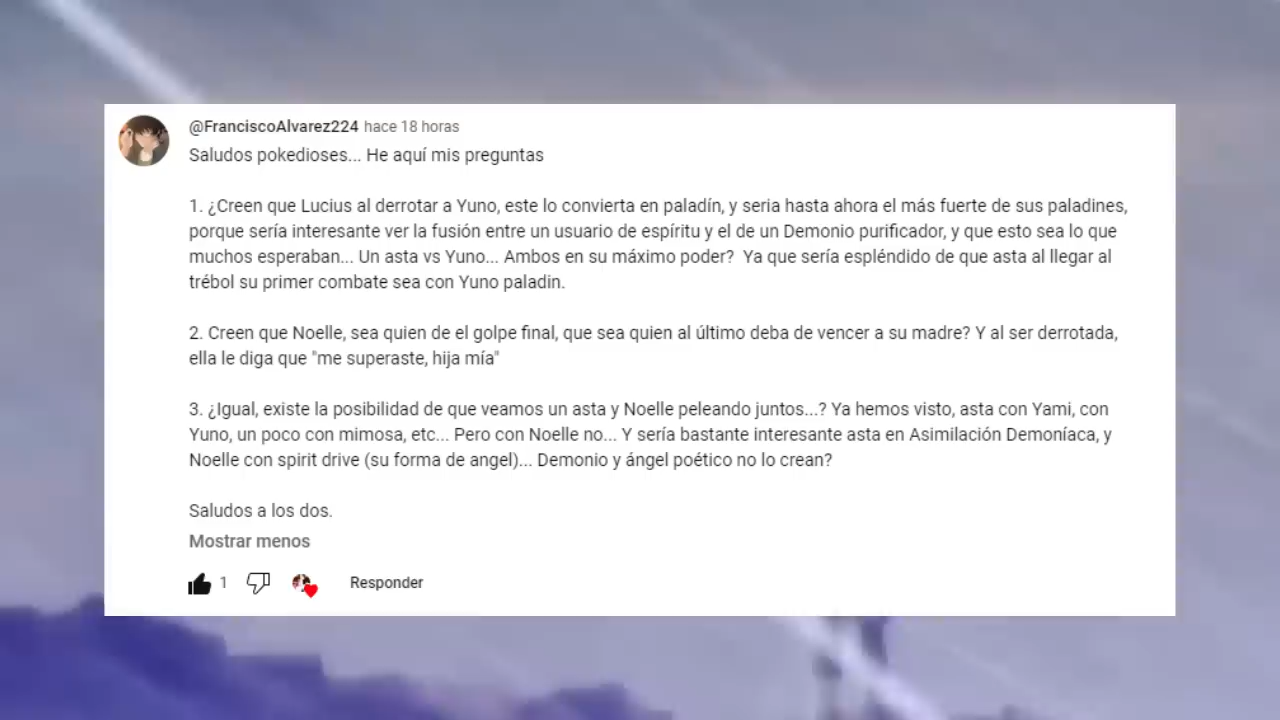 @FranciscoAlvarez224 hace 18 horas
Saludos pokedioses... He aquí mis preguntas
1. ¿Creen que Lucius al derrotar a Yuno, este lo convierta en paladín, y seria hasta ahora el más fuerte de sus paladines,
porque sería interesante ver la fusión entre un usuario de espíritu y el de un Demonio purificador, y que esto sea lo que
muchos esperaban... Un asta vs Yuno... Ambos en su máximo poder? Ya que sería espléndido de que asta al llegar al
trébol su primer combate sea con Yuno paladin.
2. Creen que Noelle, sea quien de el golpe final, que sea quien al último deba de vencer a su madre? Y al ser derrotada,
ella le diga que "me superaste, hija mía"
3. ¿Igual, existe la posibilidad de que veamos un asta y Noelle peleando juntos...? Ya hemos visto, asta con Yami, con
Yuno, un poco con mimosa, etc... Pero con Noelle no... Y sería bastante interesante asta en Asimilación Demoníaca, y
Noelle con spirit drive (su forma de angel)... Demonio y ángel poético no lo crean?
Saludos a los dos.
Mostrar menos
1 Responder